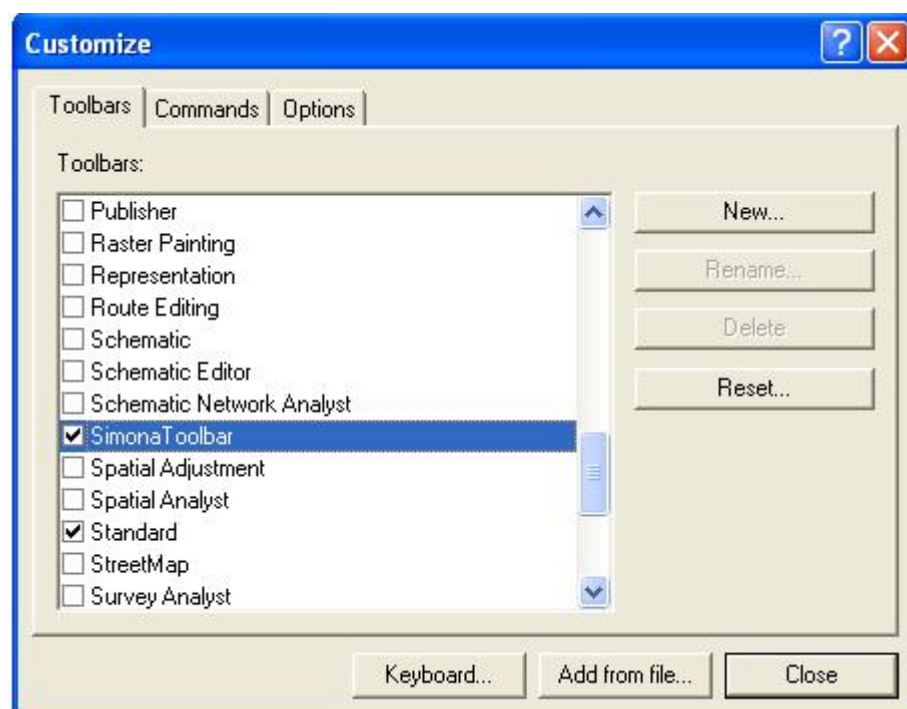 Customize
Toolbars Commands Options
Toolbars:
Publisher
Raster Painting
Representation
Route Editing
Schematic
Schematic Editor
Schematic Network Analyst
SimonaToolbar
Spatial Adjustment
Spatial Analyst
Standard
StreetMap
Survey Analyst
New...
Rename...
Delete
Reset...
Keyboard... Add from file... Close